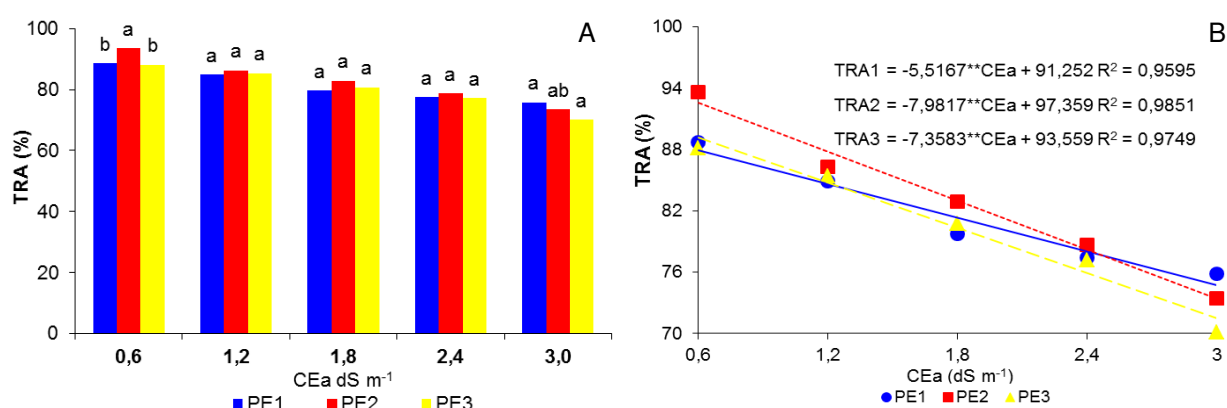 A
TRA (%)
100
80
60
40
20
0
b a b
a a a
a a a
a a a
a ab a
0,6 1,2 1,8 2,4 3,0
CEa dS m⁻¹
PE1 PE2 PE3
B
TRA (%)
100
94
88
82
76
70
TRA1 = -5,5167**CEa + 91,252 R² = 0,9595
TRA2 = -7,9817**CEa + 97,359 R² = 0,9851
TRA3 = -7,3583**CEa + 93,559 R² = 0,9749
0,6 1,2 1,8 2,4 3
CEa (dS m⁻¹)
PE1 PE2 PE3